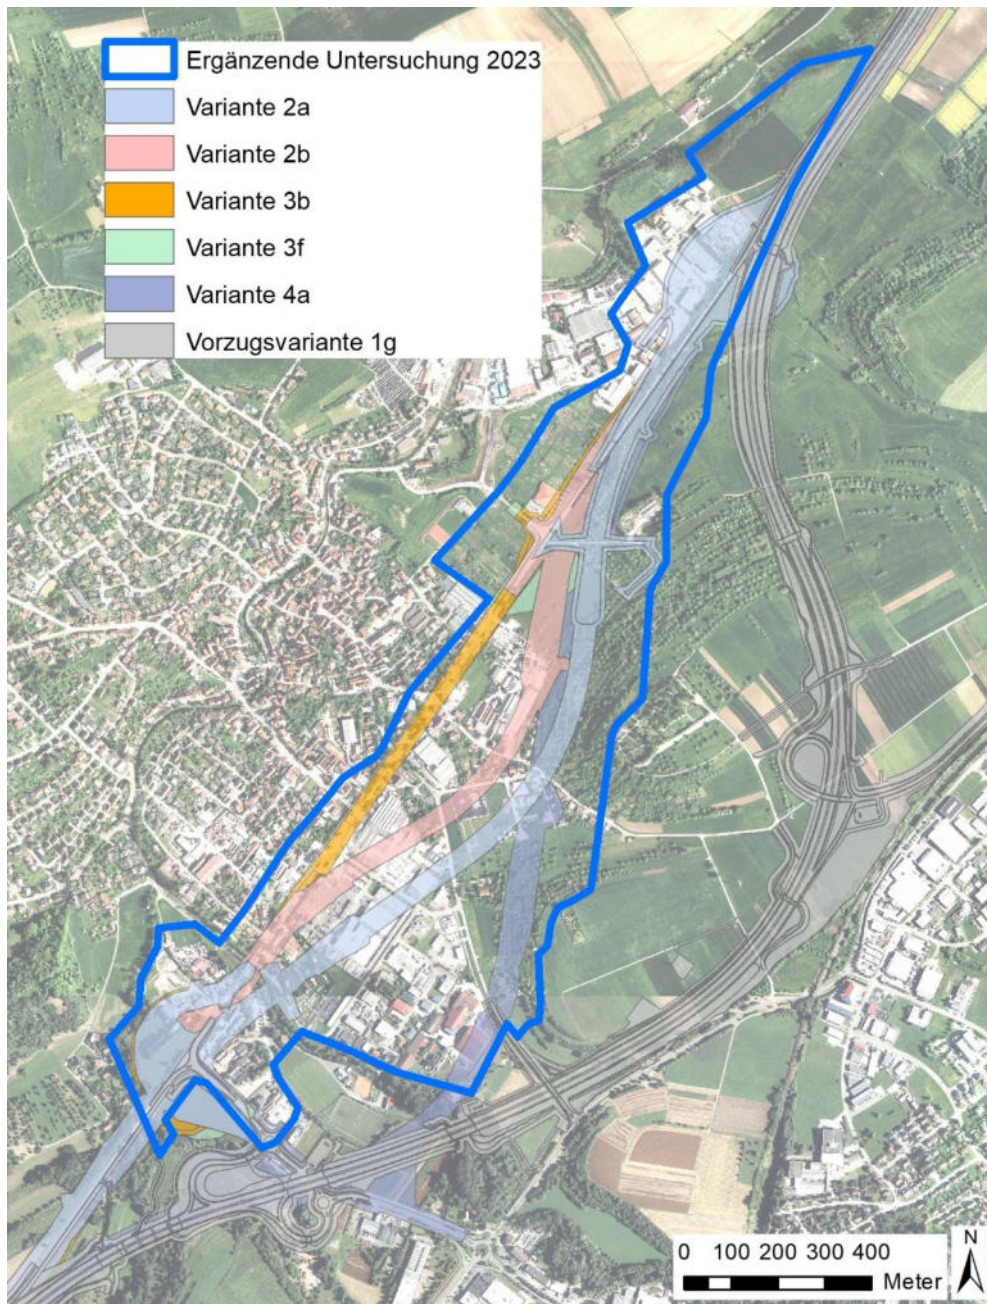 Ergänzende Untersuchung 2023
Variante 2a
Variante 2b
Variante 3b
Variante 3f
Variante 4a
Vorzugsvariante 1g
0 100 200 300 400
Meter
N